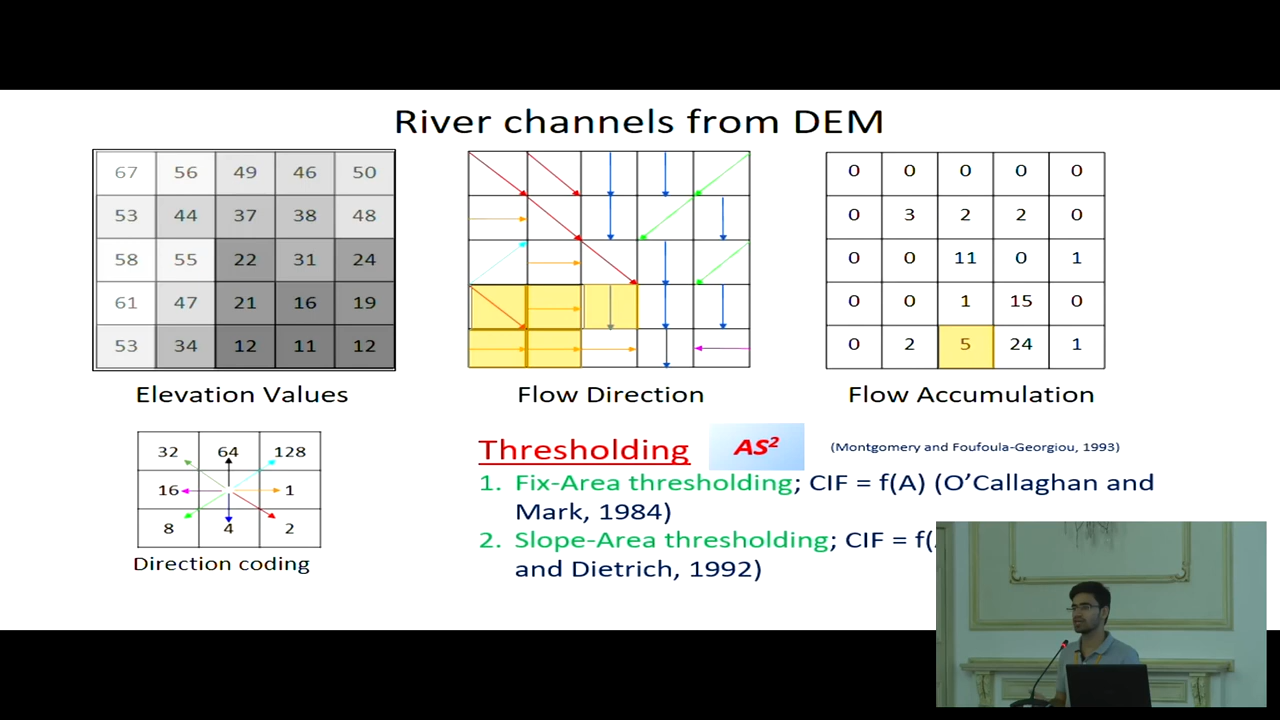 River channels from DEM
67 56 49 46 50
53 44 37 38 48
58 55 22 31 24
61 47 21 16 19
53 34 12 11 12
Elevation Values
Flow Direction
0 0 0 0 0
0 3 2 2 0
0 0 11 0 1
0 0 1 15 0
0 2 5 24 1
Flow Accumulation
32 64 128
16 1
8 4 2
Direction coding
Thresholding AS² (Montgomery and Foufoula-Georgiou, 1993)
1. Fix-Area thresholding; CIF = f(A) (O'Callaghan and
Mark, 1984)
2. Slope-Area thresholding; CIF = f(
and Dietrich, 1992)